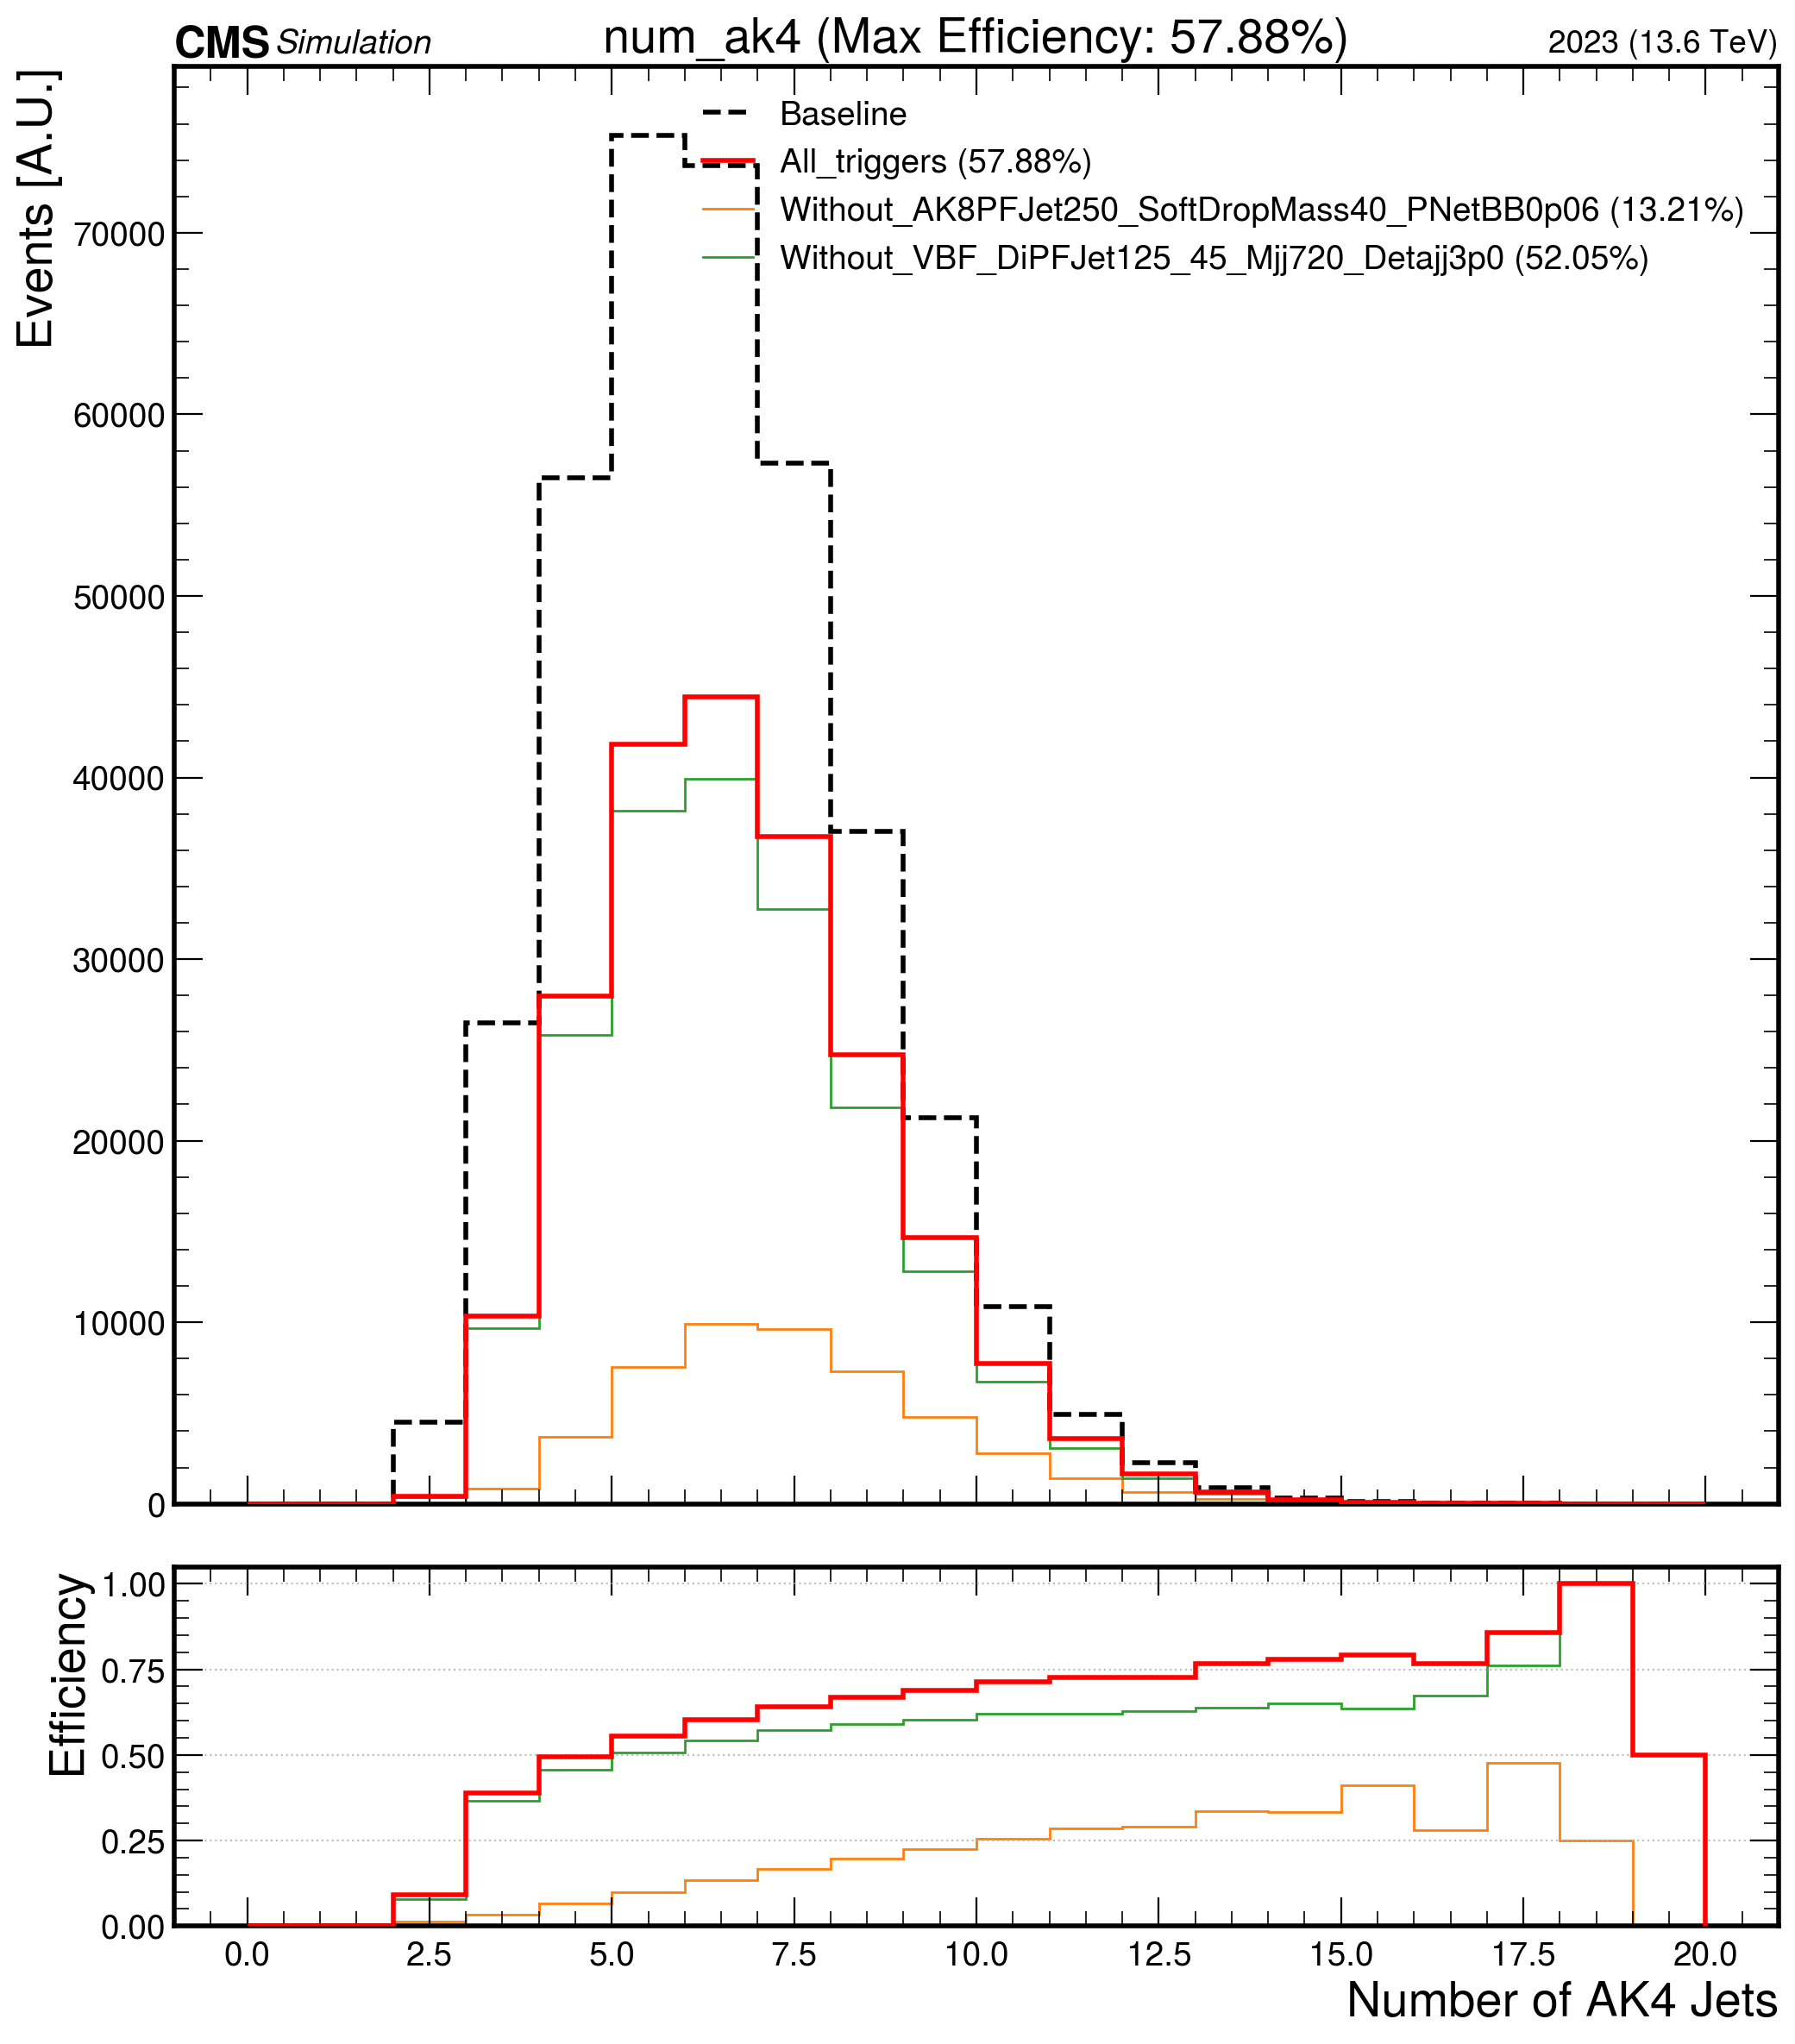 CMS Simulation num_ak4 (Max Efficiency: 57.88%) 2023 (13.6 TeV)
Events [A.U.]
Baseline
All_triggers (57.88%)
Without_AK8PFJet250_SoftDropMass40_PNetBB0p06 (13.21%)
Without_VBF_DiPFJet125_45_Mjj720_Detajj3p0 (52.05%)
70000
60000
50000
40000
30000
20000
10000
0
Efficiency
1.00
0.75
0.50
0.25
0.00
0.0 2.5 5.0 7.5 10.0 12.5 15.0 17.5 20.0
Number of AK4 Jets